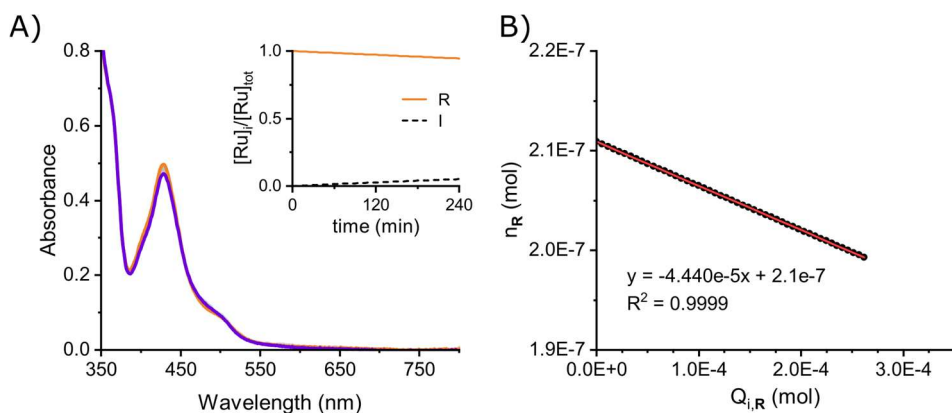 A)
B)
0.8
0.6
0.4
0.2
0.0
Absorbance
350
450
550
650
750
Wavelength (nm)
1.0
0.5
0.0
[Ru]i/[Ru]tot
R
I
0
120
240
time (min)
2.2E-7
2.1E-7
2.0E-7
1.9E-7
nR (mol)
y = -4.440e-5x + 2.1e-7
R² = 0.9999
0.0E+0
1.0E-4
2.0E-4
3.0E-4
Qi,R (mol)